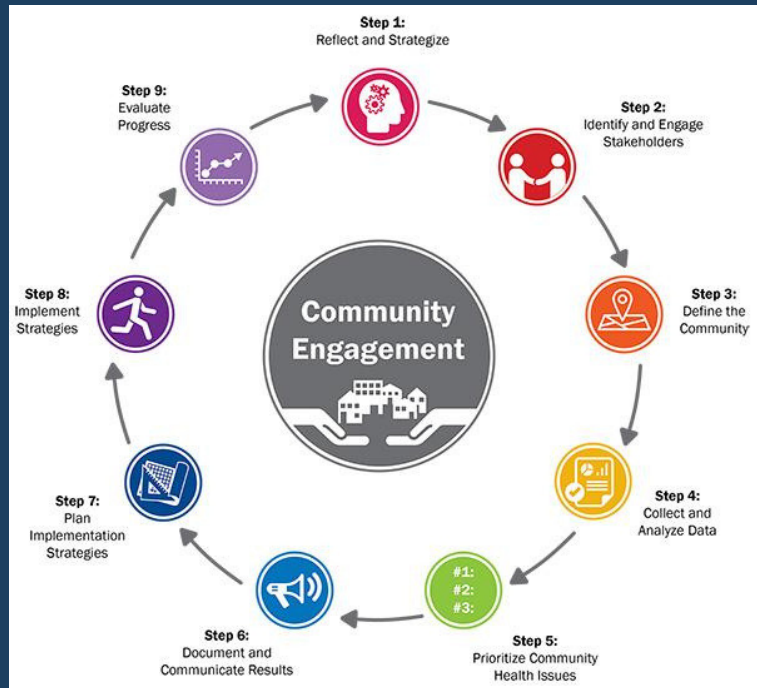 Step 1:
Reflect and Strategize
Step 2:
Identify and Engage
Stakeholders
Step 3:
Define the
Community
Step 4:
Collect and
Analyze Data
Step 5:
Prioritize Community
Health Issues
#1:
#2:
#3:
Step 6:
Document and
Communicate Results
Step 7:
Plan
Implementation
Strategies
Step 8:
Implement
Strategies
Step 9:
Evaluate
Progress
Community
Engagement